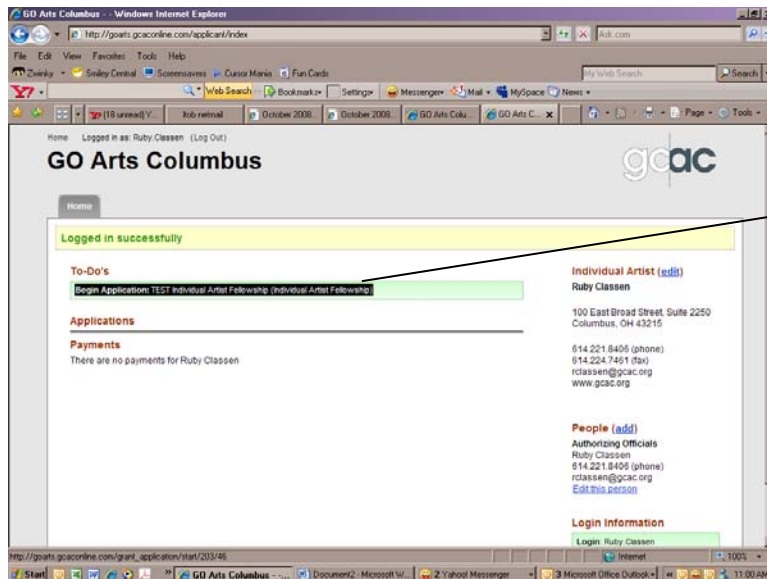 GO Arts Columbus - - Windows Internet Explorer
http://goarts.gcaconline.com/applicant/index
Ask.com
File Edit View Favorites Tools Help
Zwinky Smiley Central Screensavers Cursor Mania Fun Cards My Web Search Search
Y! Web Search Bookmarks Settings Messenger Mail MySpace News
(18 unread) Y... October 2008... October 2008... GO Arts Colu... GO Arts C... x Page Tools
Home Logged in as: Ruby Classen (Log Out)
GO Arts Columbus
gcac
Home
Logged in successfully
To-Do's
Begin Application: TEST Individual Artist Fellowship (Individual Artist Fellowship)
Applications
Payments
There are no payments for Ruby Classen
Individual Artist (edit)
Ruby Classen
100 East Broad Street, Suite 2250
Columbus, OH 43215
614.221.8406 (phone)
614.224.7461 (fax)
rclassen@gcac.org
www.gcac.org
People (add)
Authorizing Officials
Ruby Classen
614.221.8406 (phone)
rclassen@gcac.org
Edit this person
Login Information
Login: Ruby Classen
http://goarts.gcaconline.com/grant_application/start/203/46 Internet 100%
Start GO Arts Columbus - -... Document2 - Microsoft W... 2 Yahoo! Messenger 3 Microsoft Office Outlook 11:00 AM